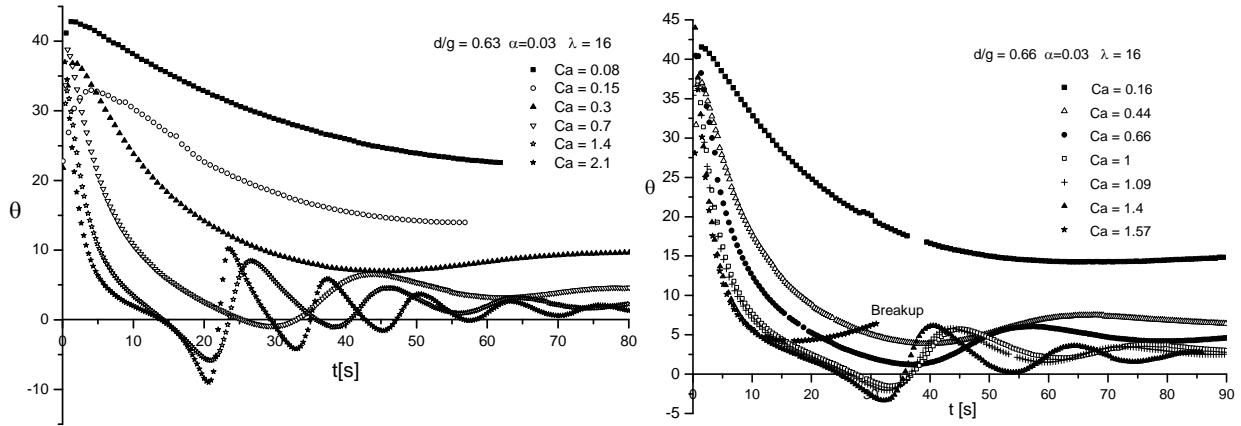 d/g = 0.63 α=0.03 λ = 16
Ca = 0.08
Ca = 0.15
Ca = 0.3
Ca = 0.7
Ca = 1.4
Ca = 2.1
θ
40
30
20
10
0
-10
0 10 20 30 40 50 60 70 80
t[s]
d/g = 0.66 α=0.03 λ = 16
Ca = 0.16
Ca = 0.44
Ca = 0.66
Ca = 1
Ca = 1.09
Ca = 1.4
Ca = 1.57
Breakup
θ
45
40
35
30
25
20
15
10
5
0
-5
0 10 20 30 40 50 60 70 80 90
t [s]